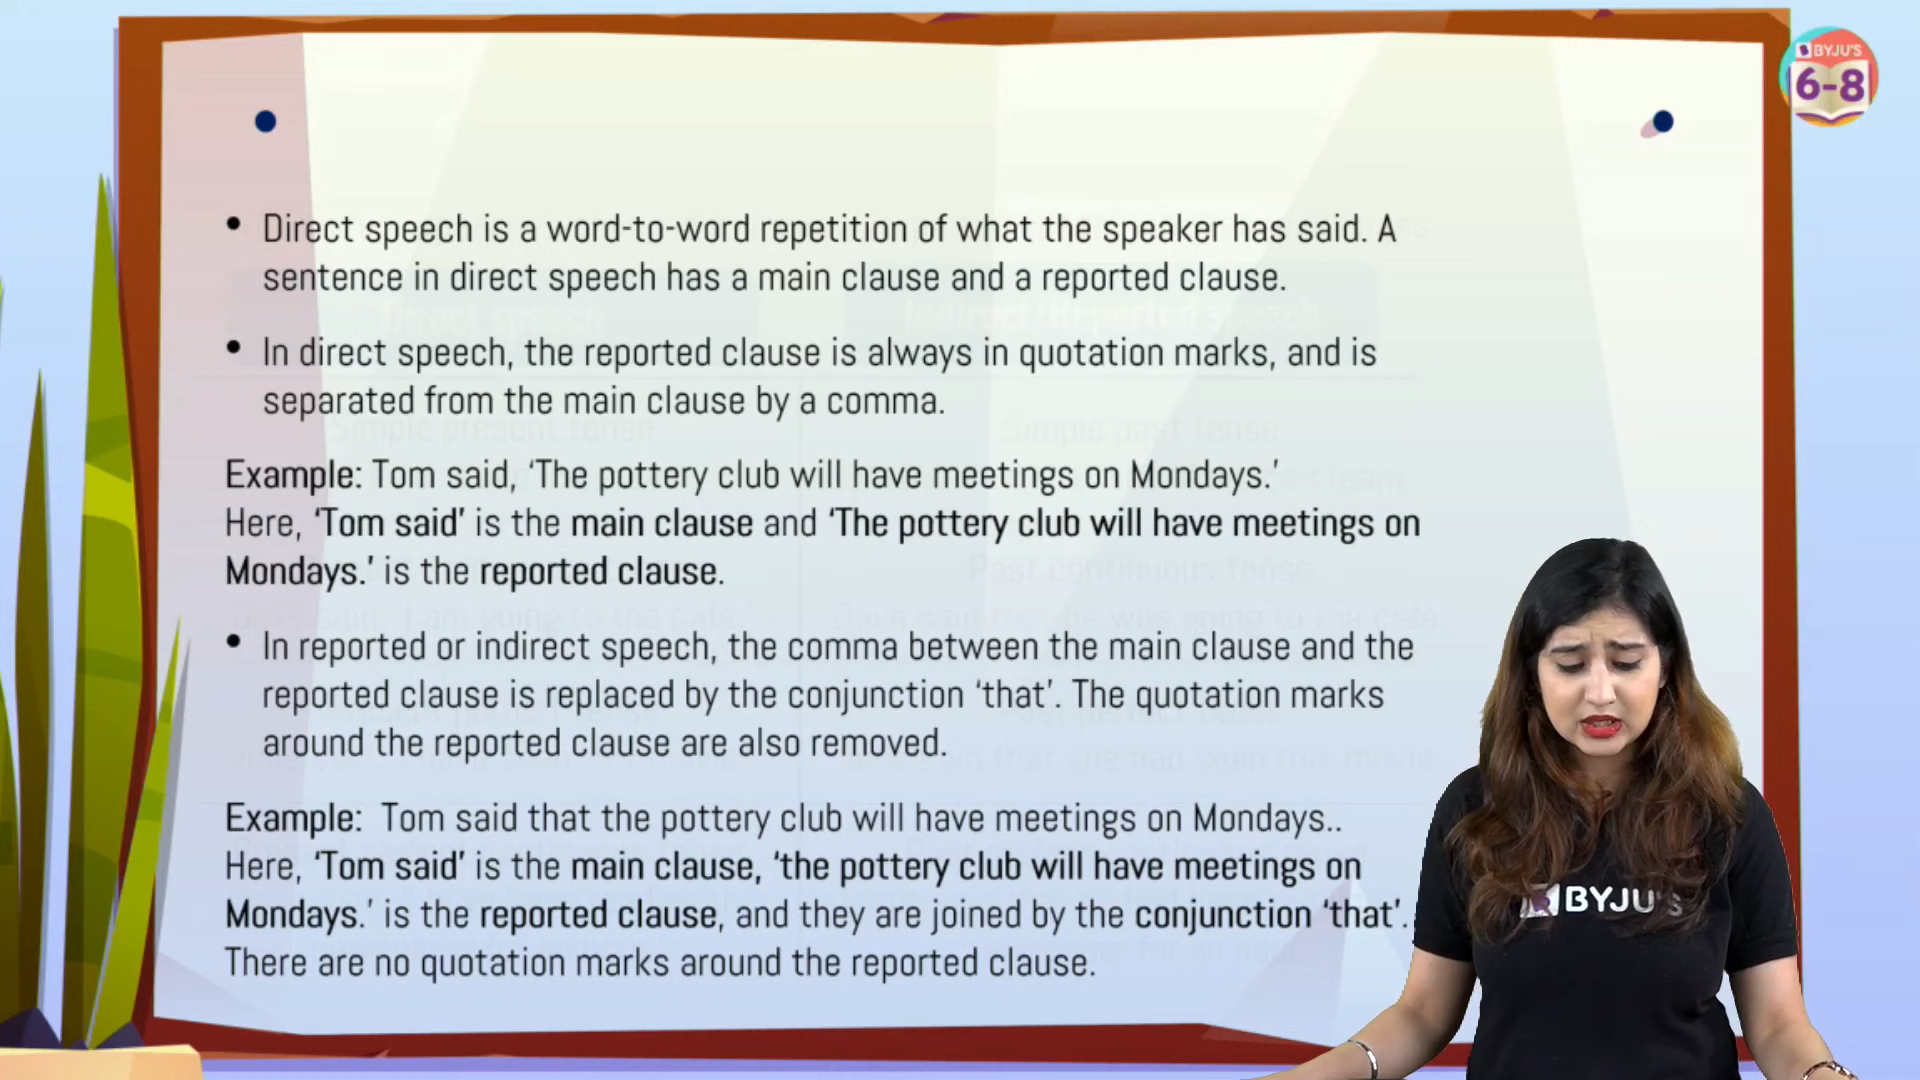 BYJU'S
6-8
• Direct speech is a word-to-word repetition of what the speaker has said. A
sentence in direct speech has a main clause and a reported clause.
• In direct speech, the reported clause is always in quotation marks, and is
separated from the main clause by a comma.
Example: Tom said, ‘The pottery club will have meetings on Mondays.’
Here, ‘Tom said’ is the main clause and ‘The pottery club will have meetings on
Mondays.’ is the reported clause.
• In reported or indirect speech, the comma between the main clause and the
reported clause is replaced by the conjunction ‘that’. The quotation marks
around the reported clause are also removed.
Example: Tom said that the pottery club will have meetings on Mondays..
Here, ‘Tom said’ is the main clause, ‘the pottery club will have meetings on
Mondays.’ is the reported clause, and they are joined by the conjunction ‘that’.
There are no quotation marks around the reported clause.
BYJU'S